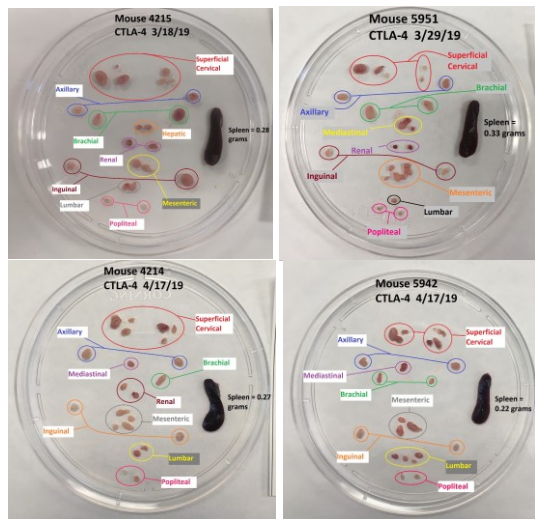 Mouse 4215
CTLA-4 3/18/19
Superficial
Cervical
Axillary
Brachial
Hepatic
Spleen = 0.28
grams
Renal
Inguinal
Mesenteric
Lumbar
Popliteal
Mouse 5951
CTLA-4 3/29/19
Superficial
Cervical
Brachial
Axillary
Mediastinal
Spleen =
0.33 grams
Renal
Inguinal
Mesenteric
Lumbar
Popliteal
Mouse 4214
CTLA-4 4/17/19
Superficial
Cervical
Axillary
Mediastinal
Brachial
Renal
Spleen = 0.27
grams
Mesenteric
Inguinal
Lumbar
Popliteal
Mouse 5942
CTLA-4 4/17/19
Superficial
Cervical
Axillary
Mediastinal
Brachial
Spleen =
0.22 grams
Mesenteric
Inguinal
Lumbar
Popliteal